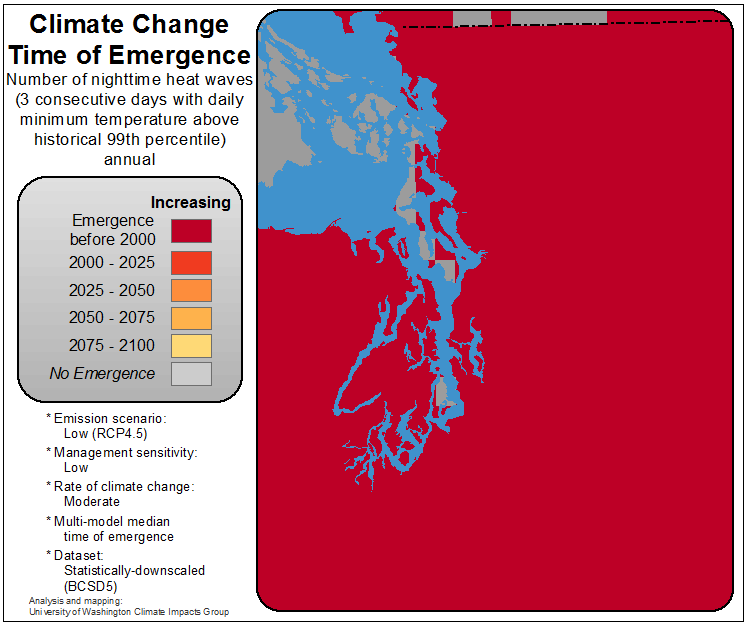 Climate Change
Time of Emergence
Number of nighttime heat waves
(3 consecutive days with daily
minimum temperature above
historical 99th percentile)
annual
Increasing
Emergence
before 2000
2000 - 2025
2025 - 2050
2050 - 2075
2075 - 2100
No Emergence
* Emission scenario:
Low (RCP4.5)
* Management sensitivity:
Low
* Rate of climate change:
Moderate
* Multi-model median
time of emergence
* Dataset:
Statistically-downscaled
(BCSD5)
Analysis and mapping:
University of Washington Climate Impacts Group